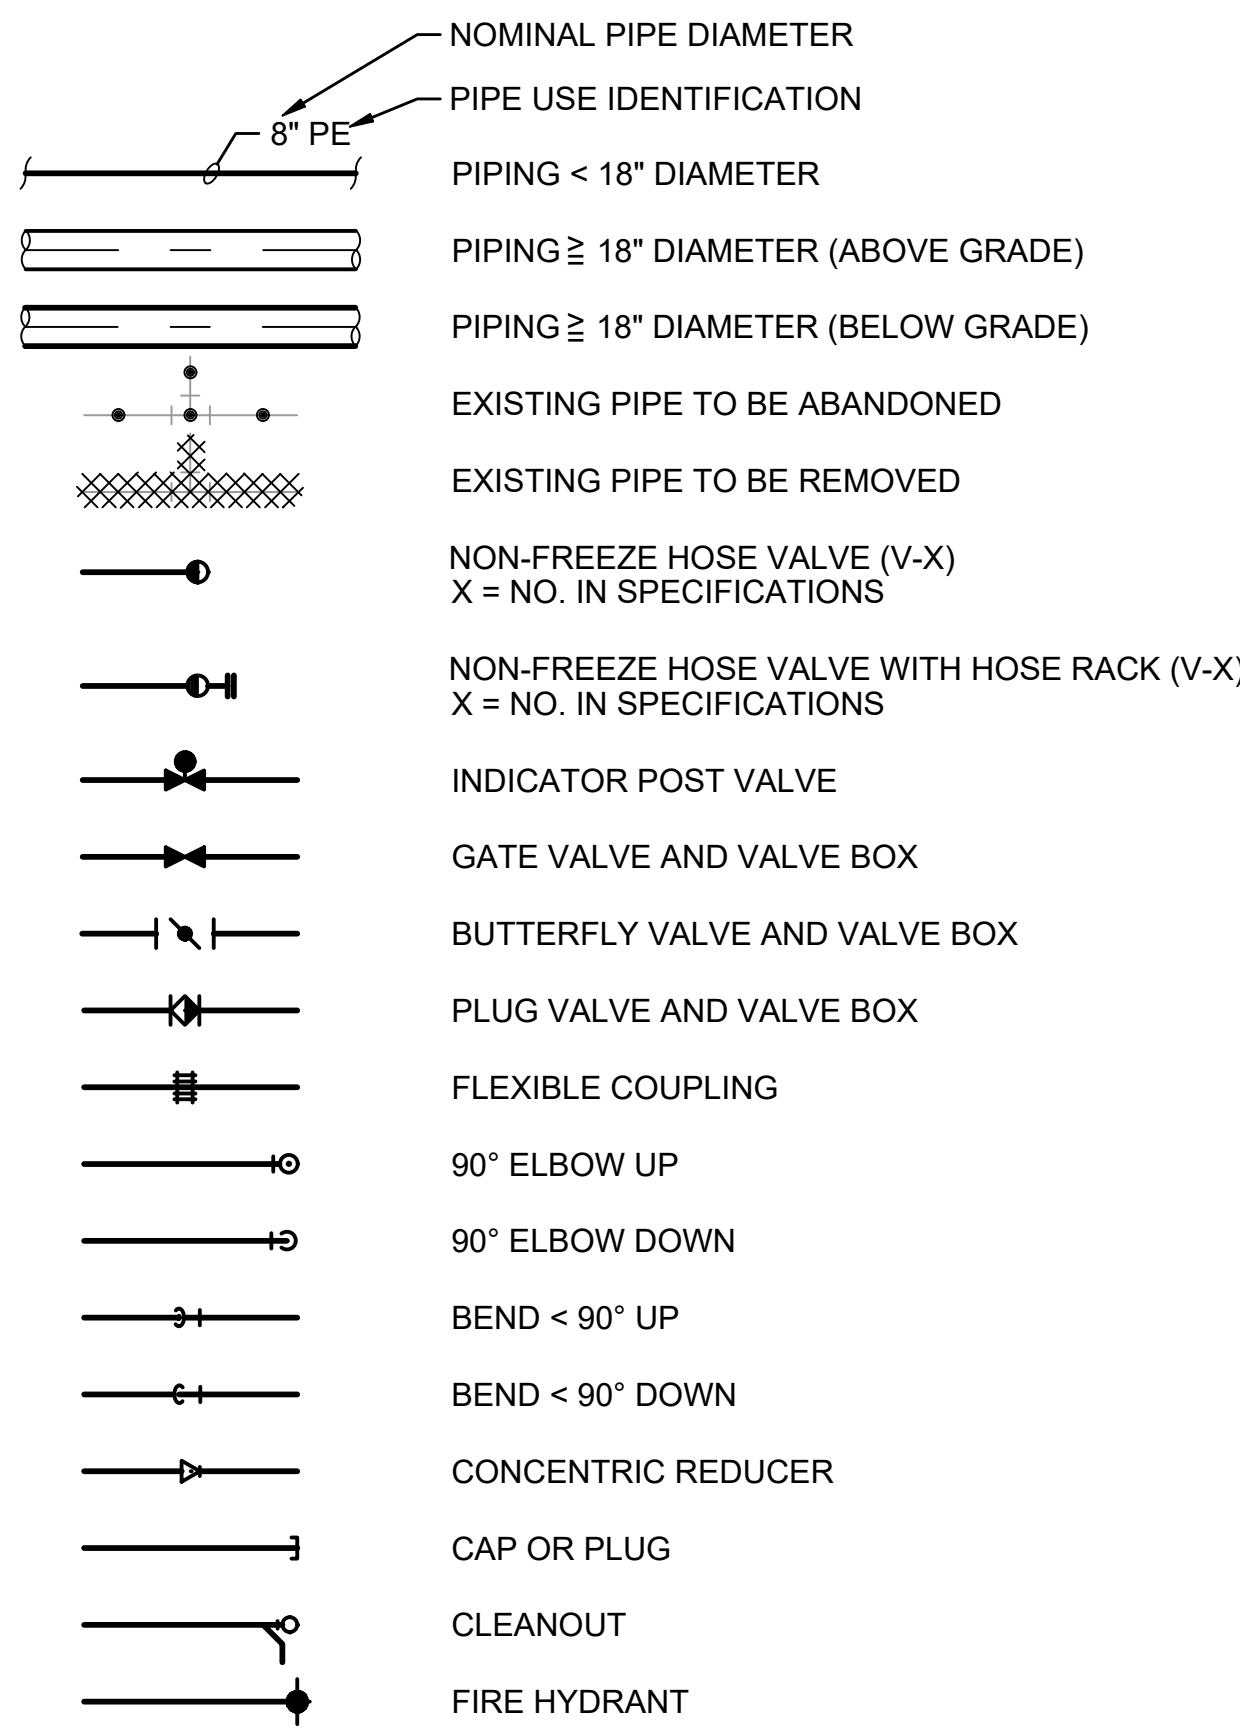 NOMINAL PIPE DIAMETER
PIPE USE IDENTIFICATION
8" PE
PIPING < 18" DIAMETER
PIPING ≧ 18" DIAMETER (ABOVE GRADE)
PIPING ≧ 18" DIAMETER (BELOW GRADE)
EXISTING PIPE TO BE ABANDONED
EXISTING PIPE TO BE REMOVED
NON-FREEZE HOSE VALVE (V-X)
X = NO. IN SPECIFICATIONS
NON-FREEZE HOSE VALVE WITH HOSE RACK (V-X)
X = NO. IN SPECIFICATIONS
INDICATOR POST VALVE
GATE VALVE AND VALVE BOX
BUTTERFLY VALVE AND VALVE BOX
PLUG VALVE AND VALVE BOX
FLEXIBLE COUPLING
90° ELBOW UP
90° ELBOW DOWN
BEND < 90° UP
BEND < 90° DOWN
CONCENTRIC REDUCER
CAP OR PLUG
CLEANOUT
FIRE HYDRANT